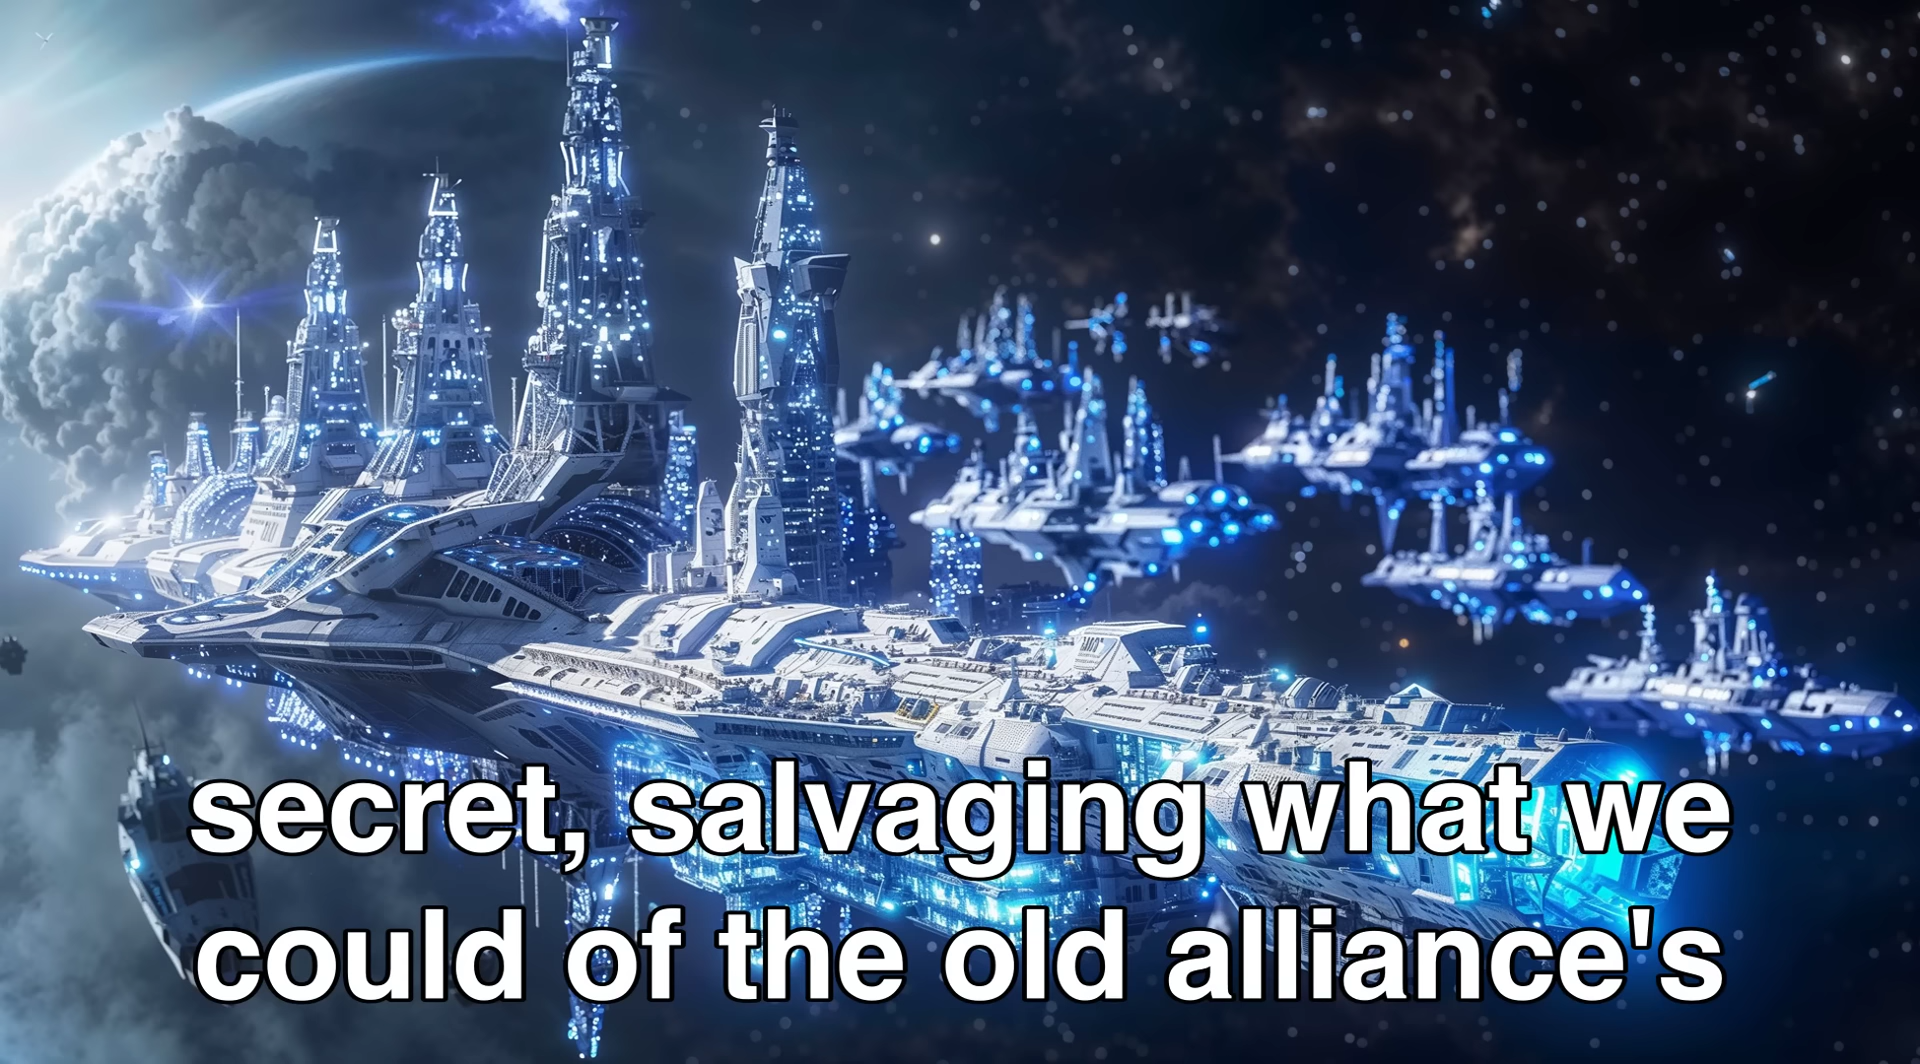 secret, salvaging what we
could of the old alliance's